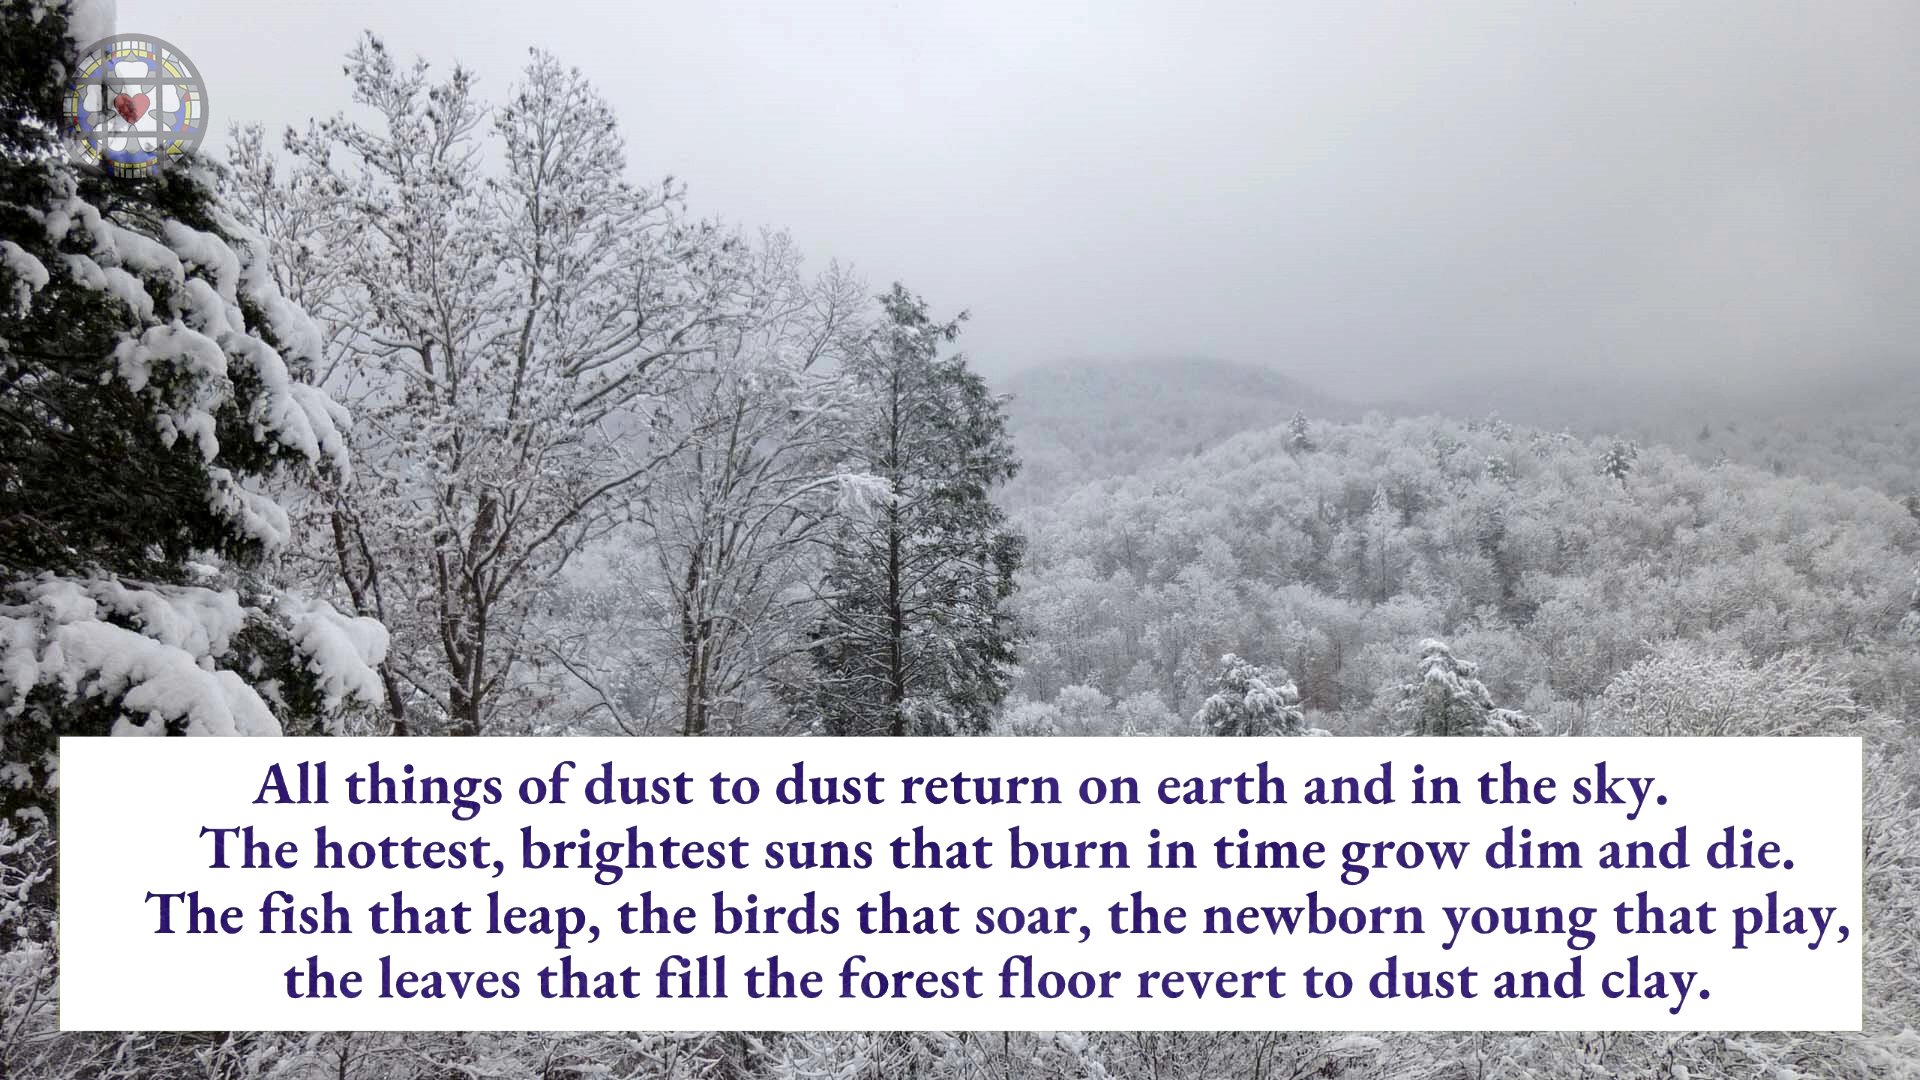 All things of dust to dust return on earth and in the sky.
The hottest, brightest suns that burn in time grow dim and die.
The fish that leap, the birds that soar, the newborn young that play,
the leaves that fill the forest floor revert to dust and clay.